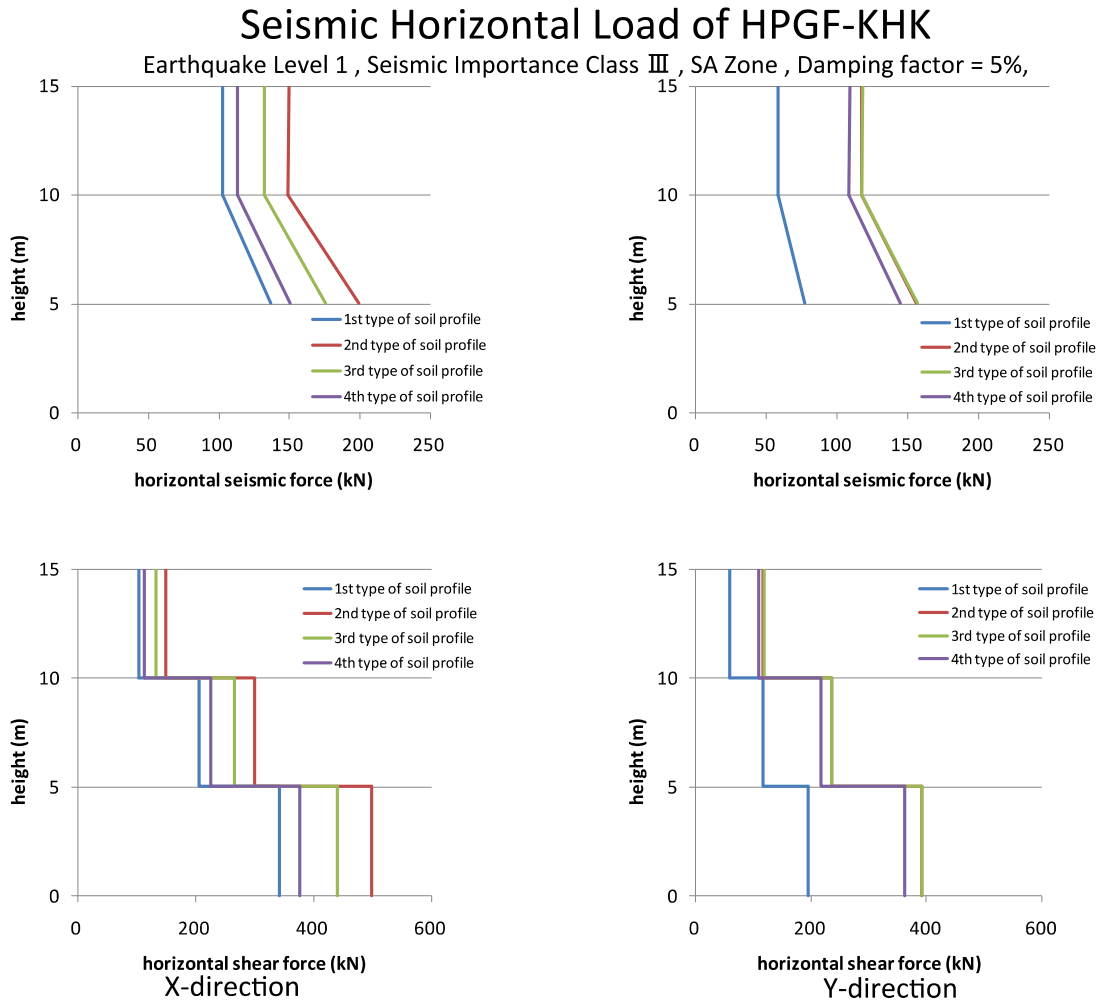 Seismic Horizontal Load of HPGF-KHK
Earthquake Level 1 , Seismic Importance Class Ⅲ , SA Zone , Damping factor = 5%,
15
10
5
0
height (m)
1st type of soil profile
2nd type of soil profile
3rd type of soil profile
4th type of soil profile
0 50 100 150 200 250
horizontal seismic force (kN)
15
10
5
0
height (m)
1st type of soil profile
2nd type of soil profile
3rd type of soil profile
4th type of soil profile
0 50 100 150 200 250
horizontal seismic force (kN)
15
10
5
0
height (m)
1st type of soil profile
2nd type of soil profile
3rd type of soil profile
4th type of soil profile
0 200 400 600
horizontal shear force (kN)
X-direction
15
10
5
0
height (m)
1st type of soil profile
2nd type of soil profile
3rd type of soil profile
4th type of soil profile
0 200 400 600
horizontal shear force (kN)
Y-direction